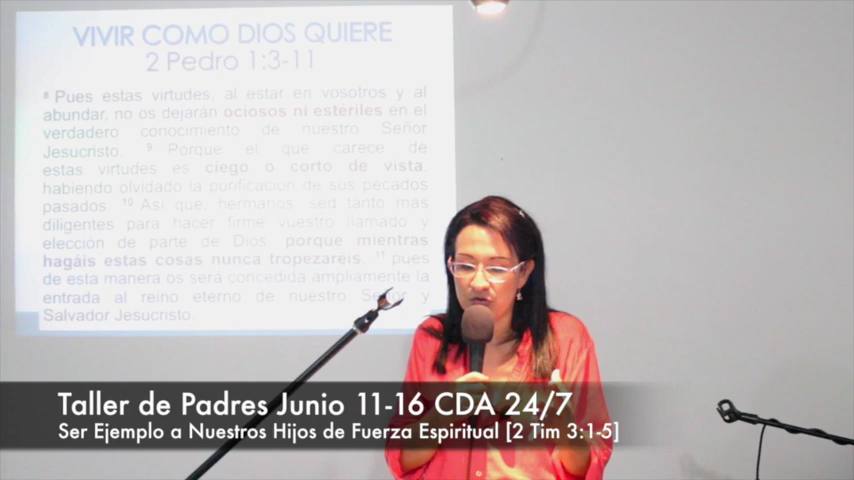 VIVIR COMO DIOS QUIERE
2 Pedro 1:3-11
8 Pues estas virtudes, al estar en vosotros y al
abundar, no os dejarán ociosos ni estériles en el
verdadero conocimiento de nuestro Señor
Jesucristo. 9 Porque el que carece de
estas virtudes es ciego o corto de vista,
habiendo olvidado la purificación de sus pecados
pasados. 10 Así que, hermanos, sed tanto más
diligentes para hacer firme vuestro llamado y
elección de parte de Dios, porque mientras
hagáis estas cosas nunca tropezareis. 11 pues
de esta manera os será concedida ampliamente la
entrada al reino eterno de nuestro Señor y
Salvador Jesucristo.
Taller de Padres Junio 11-16 CDA 24/7
Ser Ejemplo a Nuestros Hijos de Fuerza Espiritual [2 Tim 3:1-5]